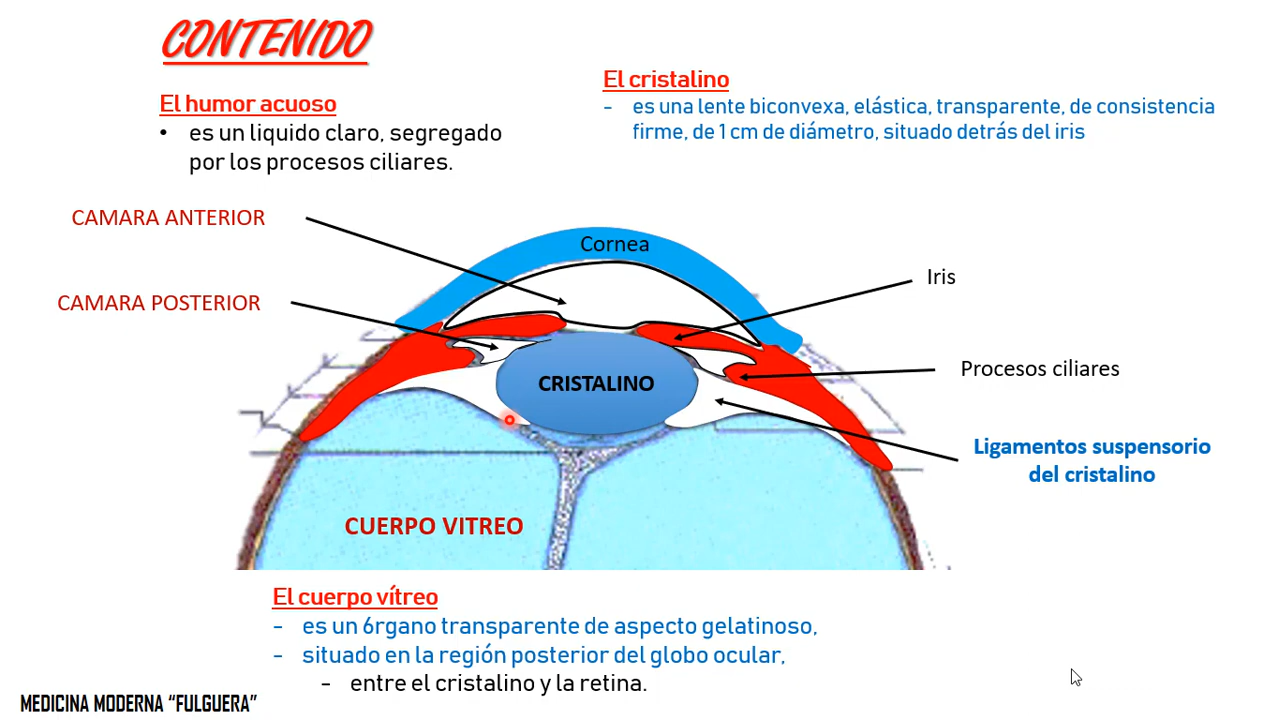 CONTENIDO
El humor acuoso
• es un liquido claro, segregado
por los procesos ciliares.
El cristalino
- es una lente biconvexa, elástica, transparente, de consistencia
firme, de 1 cm de diámetro, situado detrás del iris
CAMARA ANTERIOR
Cornea
Iris
CAMARA POSTERIOR
Procesos ciliares
CRISTALINO
Ligamentos suspensorio
del cristalino
CUERPO VITREO
El cuerpo vítreo
- es un 6rgano transparente de aspecto gelatinoso,
- situado en la región posterior del globo ocular,
- entre el cristalino y la retina.
MEDICINA MODERNA “FULGUERA”